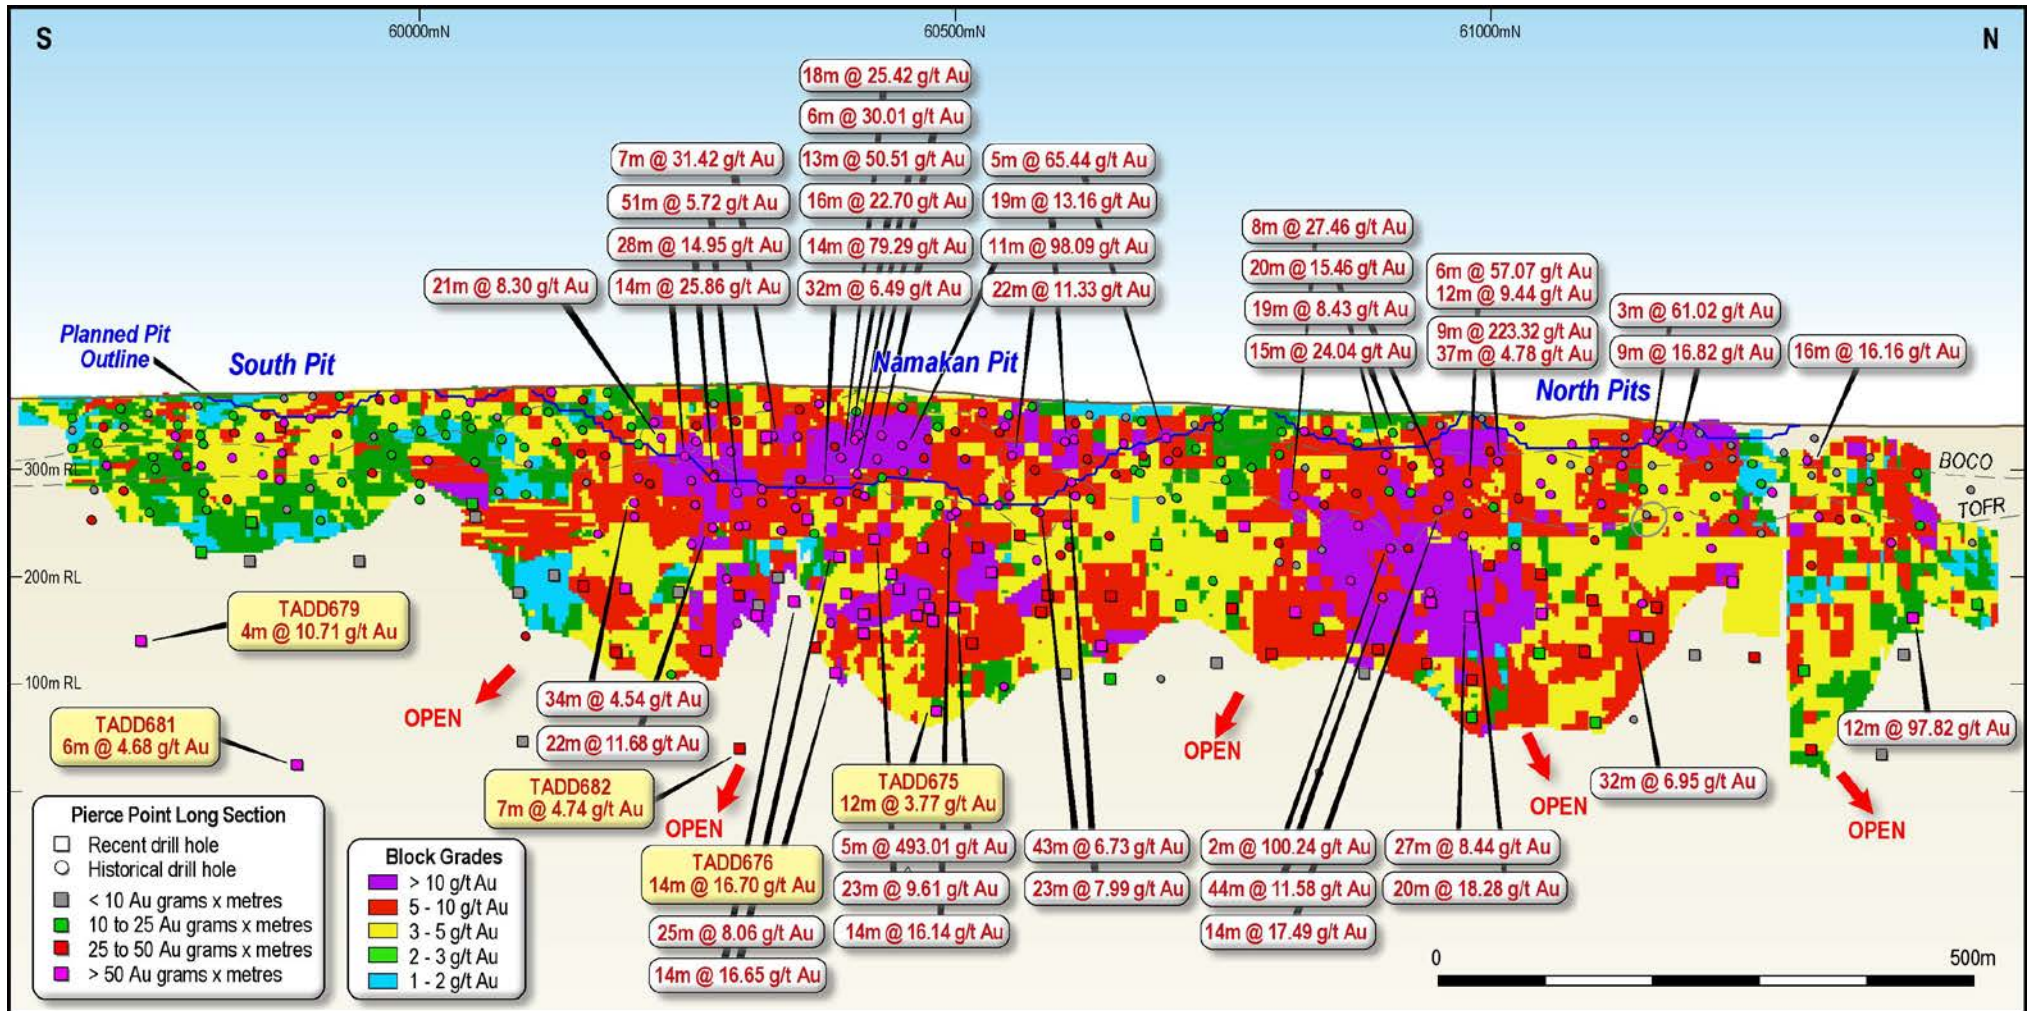 S
60000mN
60500mN
61000mN
N
18m @ 25.42 g/t Au
6m @ 30.01 g/t Au
7m @ 31.42 g/t Au
13m @ 50.51 g/t Au
5m @ 65.44 g/t Au
51m @ 5.72 g/t Au
16m @ 22.70 g/t Au
19m @ 13.16 g/t Au
28m @ 14.95 g/t Au
14m @ 79.29 g/t Au
11m @ 98.09 g/t Au
21m @ 8.30 g/t Au
14m @ 25.86 g/t Au
32m @ 6.49 g/t Au
22m @ 11.33 g/t Au
8m @ 27.46 g/t Au
20m @ 15.46 g/t Au
19m @ 8.43 g/t Au
15m @ 24.04 g/t Au
6m @ 57.07 g/t Au
12m @ 9.44 g/t Au
9m @ 223.32 g/t Au
37m @ 4.78 g/t Au
3m @ 61.02 g/t Au
9m @ 16.82 g/t Au
16m @ 16.16 g/t Au
Planned Pit
Outline
South Pit
Namakan Pit
North Pits
300m RL
BOCO
TOFR
200m RL
100m RL
TADD679
4m @ 10.71 g/t Au
TADD681
6m @ 4.68 g/t Au
OPEN
34m @ 4.54 g/t Au
22m @ 11.68 g/t Au
TADD682
7m @ 4.74 g/t Au
OPEN
TADD676
14m @ 16.70 g/t Au
25m @ 8.06 g/t Au
14m @ 16.65 g/t Au
TADD675
12m @ 3.77 g/t Au
5m @ 493.01 g/t Au
23m @ 9.61 g/t Au
14m @ 16.14 g/t Au
43m @ 6.73 g/t Au
23m @ 7.99 g/t Au
OPEN
2m @ 100.24 g/t Au
44m @ 11.58 g/t Au
14m @ 17.49 g/t Au
27m @ 8.44 g/t Au
20m @ 18.28 g/t Au
OPEN
32m @ 6.95 g/t Au
12m @ 97.82 g/t Au
OPEN
Pierce Point Long Section
Recent drill hole
Historical drill hole
< 10 Au grams x metres
10 to 25 Au grams x metres
25 to 50 Au grams x metres
> 50 Au grams x metres
Block Grades
> 10 g/t Au
5 - 10 g/t Au
3 - 5 g/t Au
2 - 3 g/t Au
1 - 2 g/t Au
0
500m